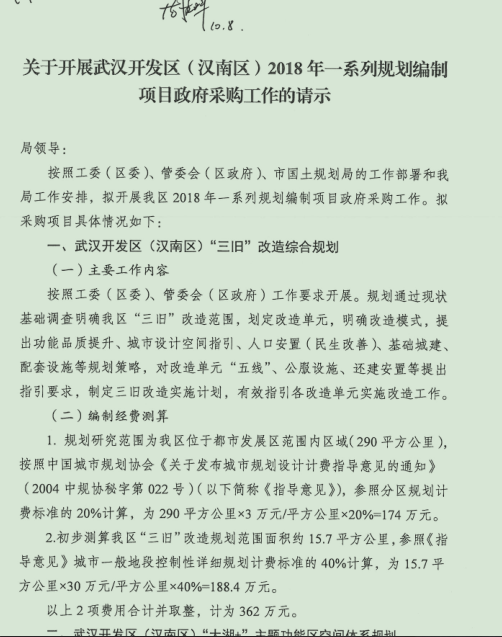 10.8.
关于开展武汉开发区（汉南区）2018 年一系列规划编制
项目政府采购工作的请示
局领导：
按照工委（区委）、管委会（区政府）、市国土规划局的工作部署和我
局工作安排，拟开展我区 2018 年一系列规划编制项目政府采购工作。拟
采购项目具体情况如下：
一、武汉开发区（汉南区）“三旧”改造综合规划
（一）主要工作内容
按照工委（区委）、管委会（区政府）工作要求开展。规划通过现状
基础调查明确我区“三旧”改造范围，划定改造单元，明确改造模式，提
出功能品质提升、城市设计空间指引、人口安置（民生改善）、基础城建、
配套设施等规划策略，对改造单元“五线”、公服设施、还建安置等提出
指引要求，制定三旧改造实施计划，有效指引各改造单元实施改造工作。
（二）编制经费测算
1. 规划研究范围为我区位于都市发展区范围内区域（290 平方公里），
按照中国城市规划协会《关于发布城市规划设计计费指导意见的通知》
（2004 中规协秘字第 022 号）（以下简称《指导意见》），参照分区规划计
费标准的 20%计算，为 290 平方公里×3 万元/平方公里×20%=174 万元。
2.初步测算我区“三旧”改造规划范围面积约 15.7 平方公里，参照《指
导意见》城市一般地段控制性详细规划计费标准的 40%计算，为 15.7 平
方公里×30 万元/平方公里×40%=188.4 万元。
以上 2 项费用合计并取整，计为 362 万元。
二、武汉开发区（汉南区）“大湖+”主题功能区空间体系规划